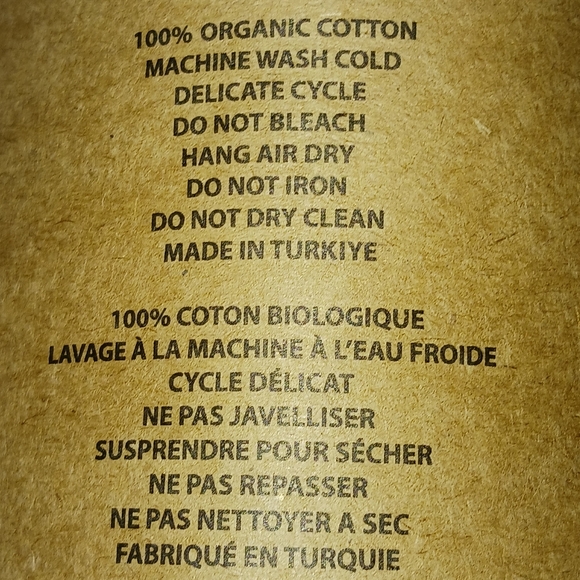 100% ORGANIC COTTON
MACHINE WASH COLD
DELICATE CYCLE
DO NOT BLEACH
HANG AIR DRY
DO NOT IRON
DO NOT DRY CLEAN
MADE IN TURKIYE
100% COTON BIOLOGIQUE
LAVAGE À LA MACHINE À L'EAU FROIDE
CYCLE DÉLICAT
NE PAS JAVELLISER
SUSPRENDRE POUR SÉCHER
NE PAS REPASSER
NE PAS NETTOYER A SEC
FABRIQUÉ EN TURQUIE